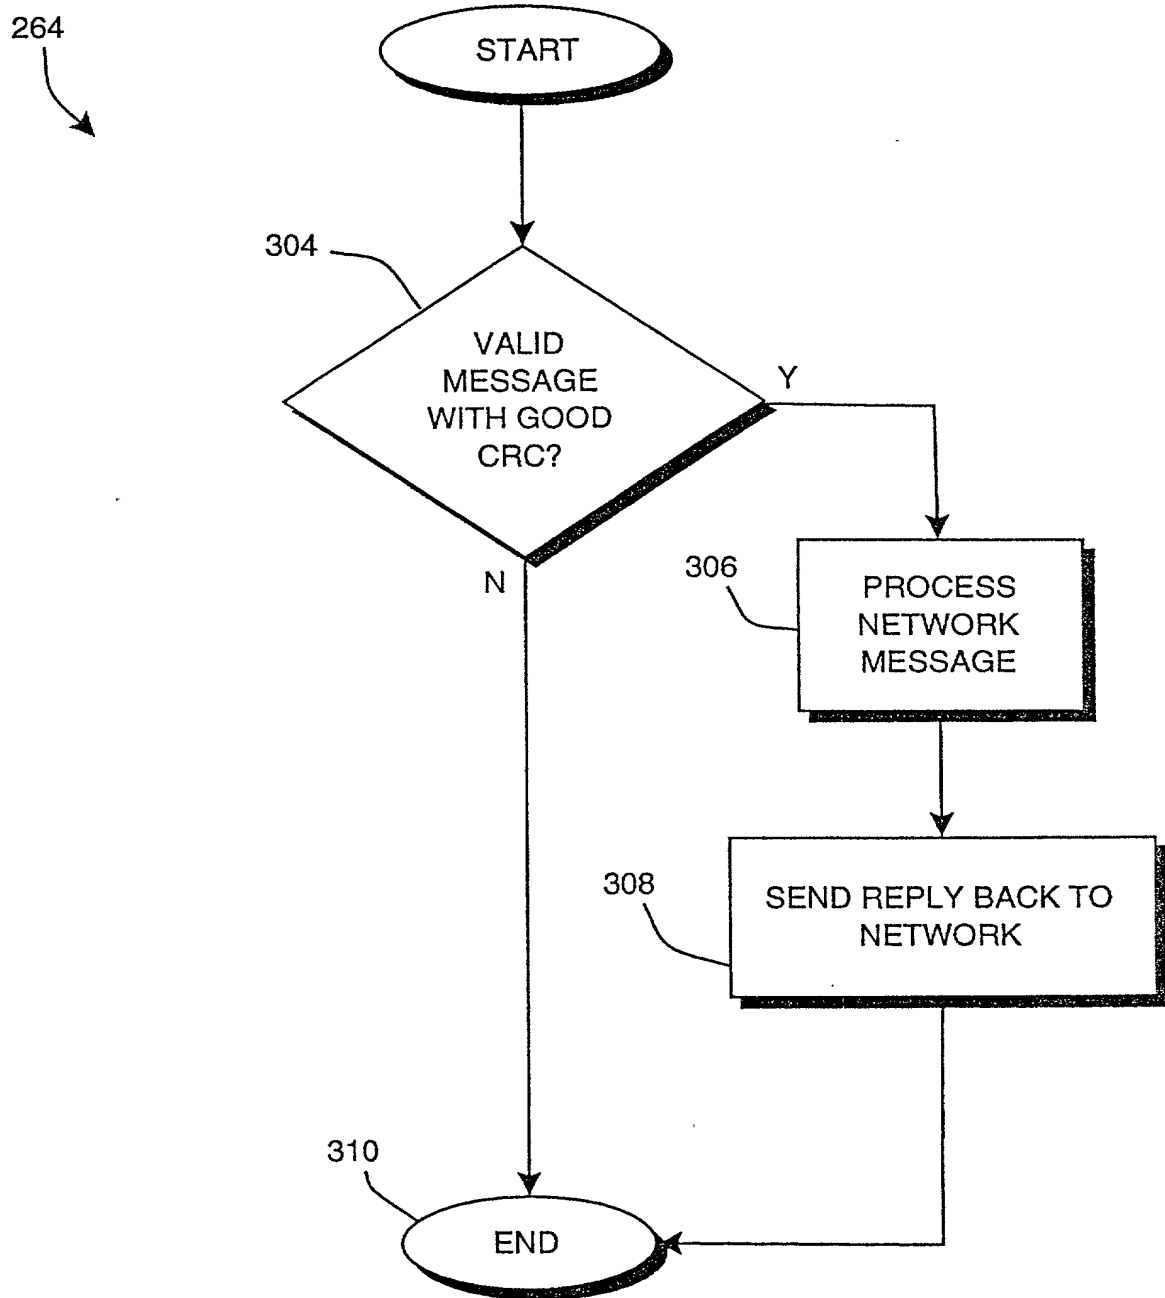 264
START
304
VALID
MESSAGE
WITH GOOD
CRC?
Y
N
306
PROCESS
NETWORK
MESSAGE
308
SEND REPLY BACK TO
NETWORK
310
END